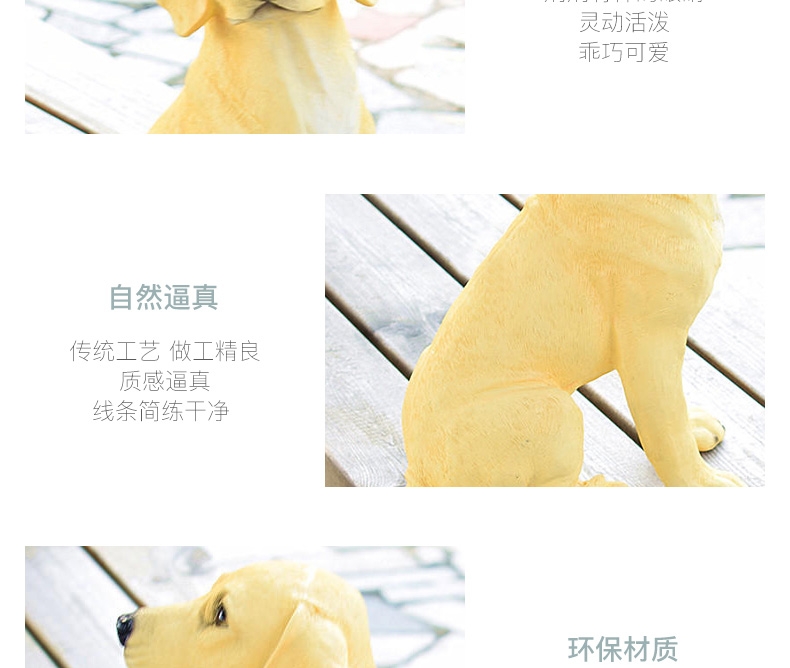 灵动活泼
乖巧可爱
自然逼真
传统工艺 做工精良
质感逼真
线条简练干净
环保材质